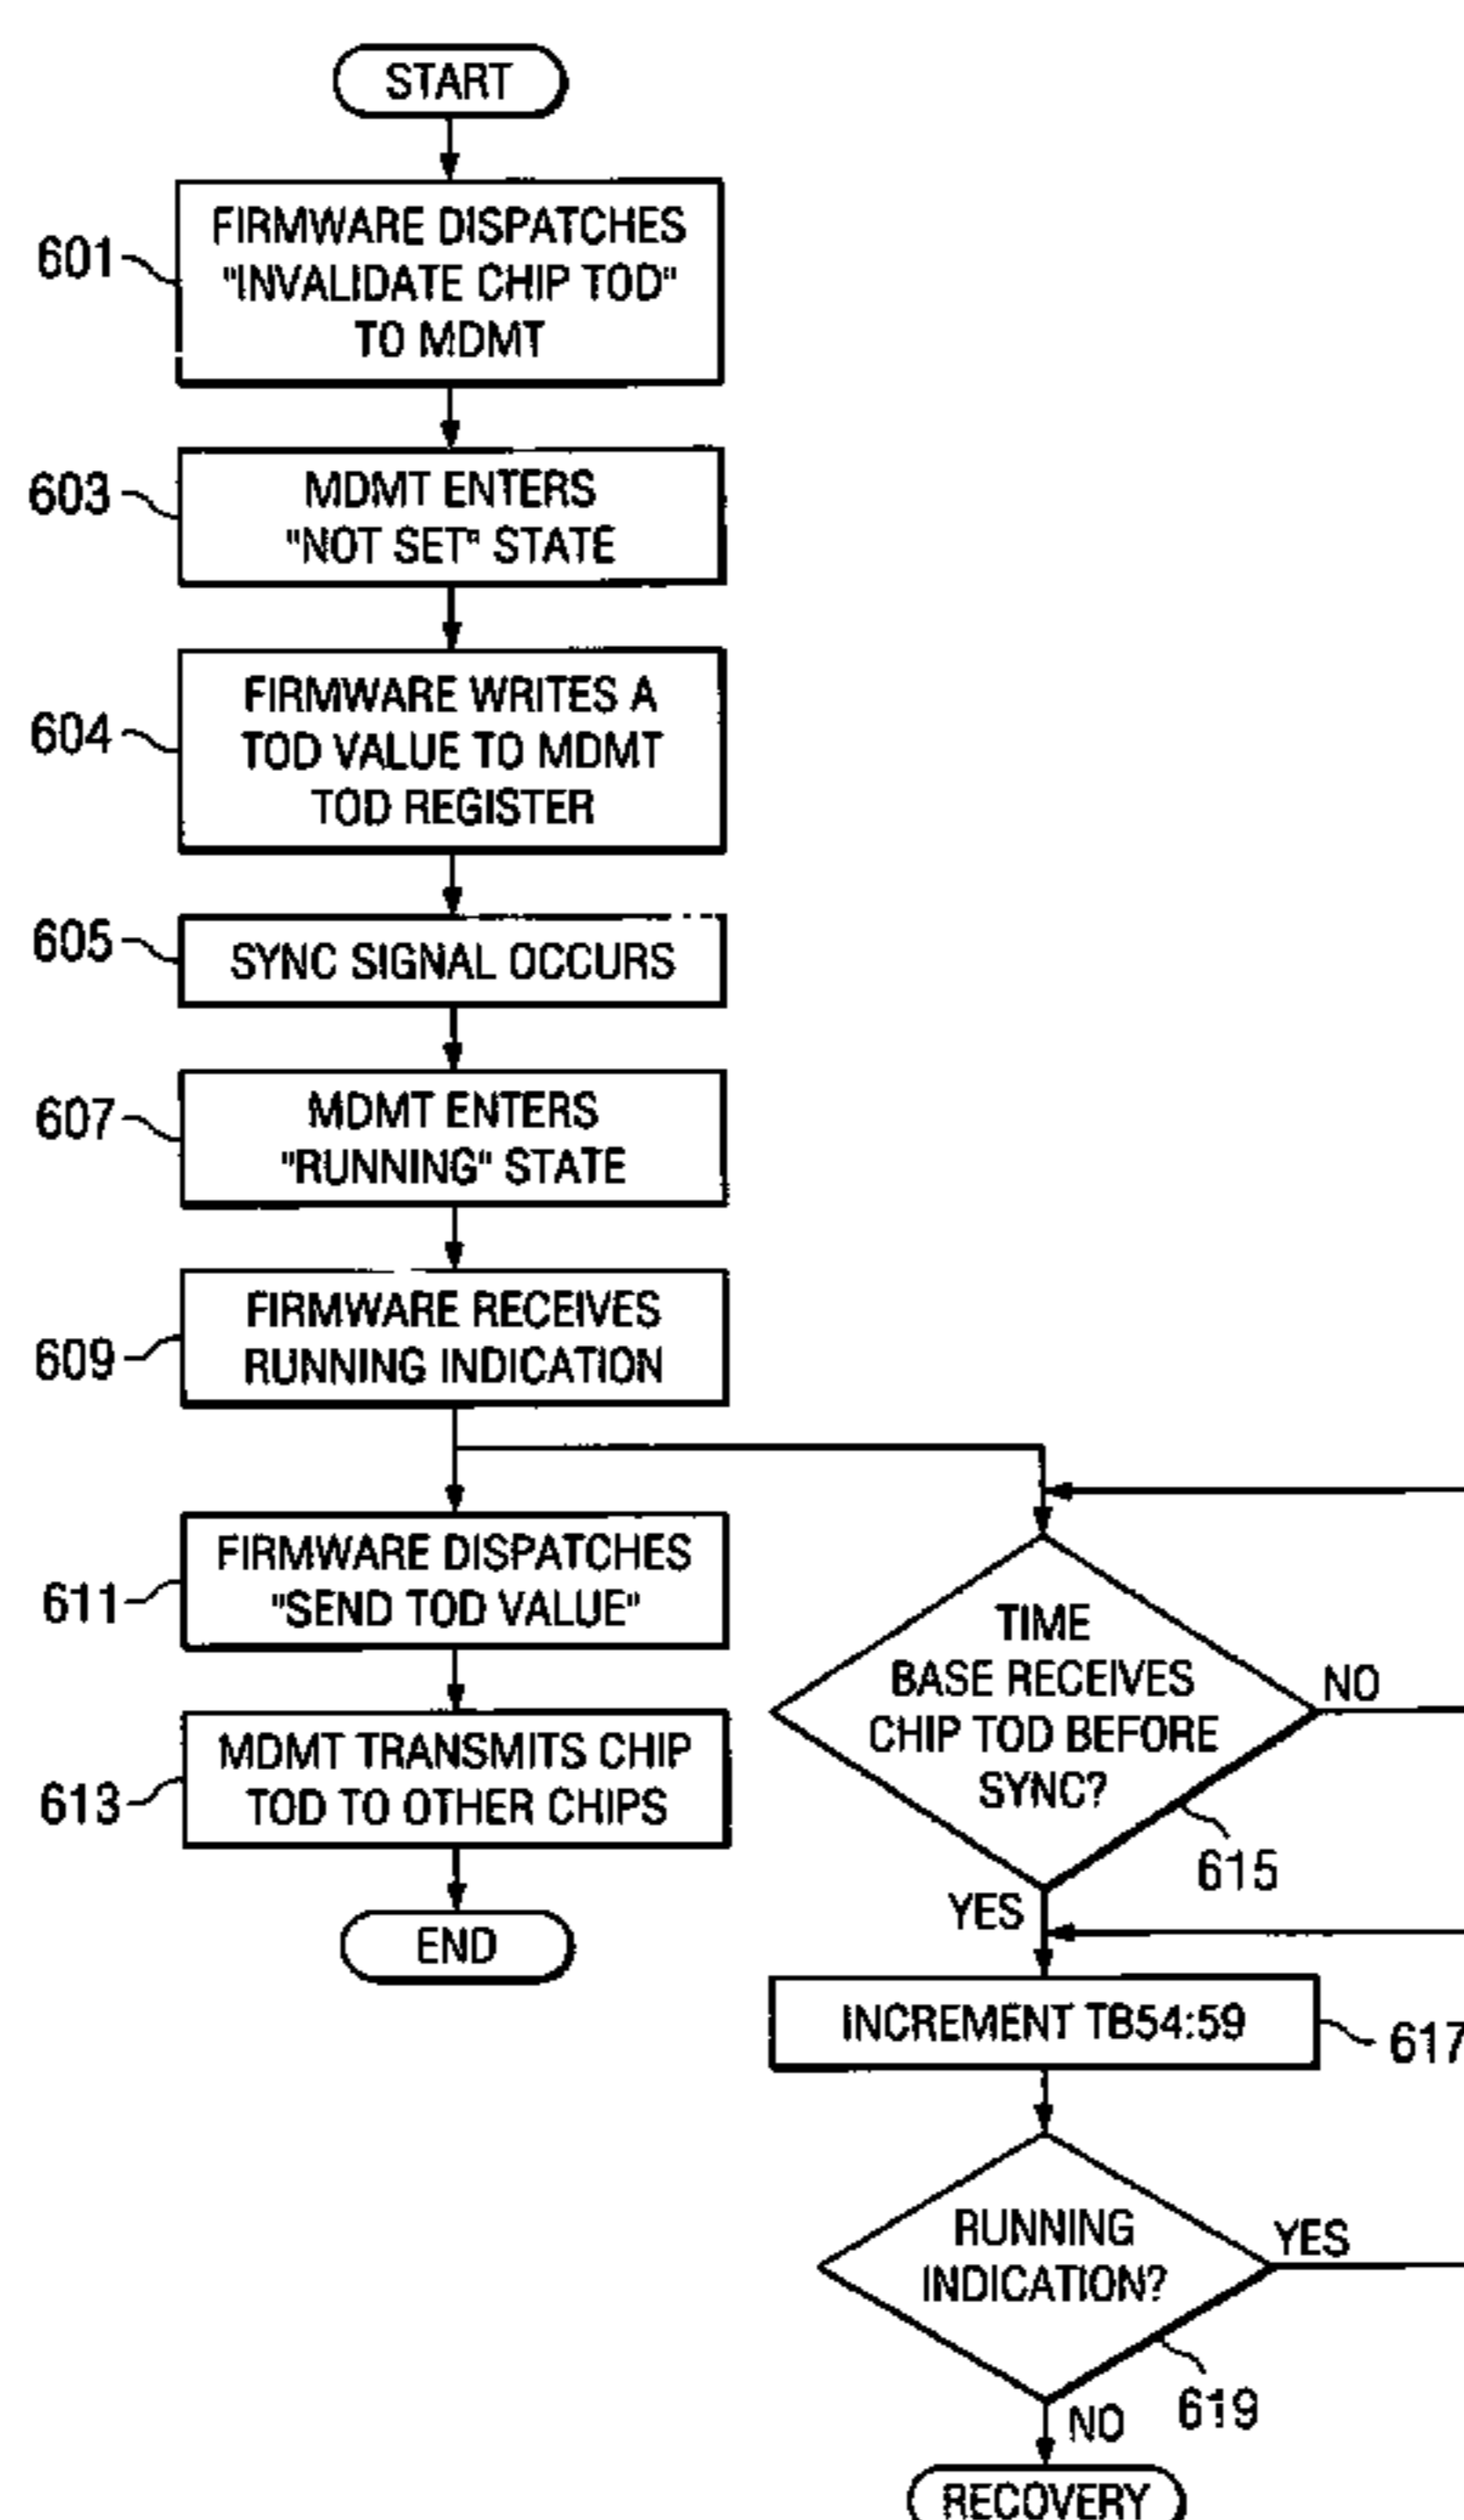 START
601
FIRMWARE DISPATCHES
"INVALIDATE CHIP TOD"
TO MDMT
603
MDMT ENTERS
"NOT SET" STATE
604
FIRMWARE WRITES A
TOD VALUE TO MDMT
TOD REGISTER
605
SYNC SIGNAL OCCURS
607
MDMT ENTERS
"RUNNING" STATE
609
FIRMWARE RECEIVES
RUNNING INDICATION
611
FIRMWARE DISPATCHES
"SEND TOD VALUE"
613
MDMT TRANSMITS CHIP
TOD TO OTHER CHIPS
END
TIME
BASE RECEIVES
CHIP TOD BEFORE
SYNC?
NO
615
YES
INCREMENT TB54:59
617
RUNNING
INDICATION?
YES
619
NO
RECOVERY